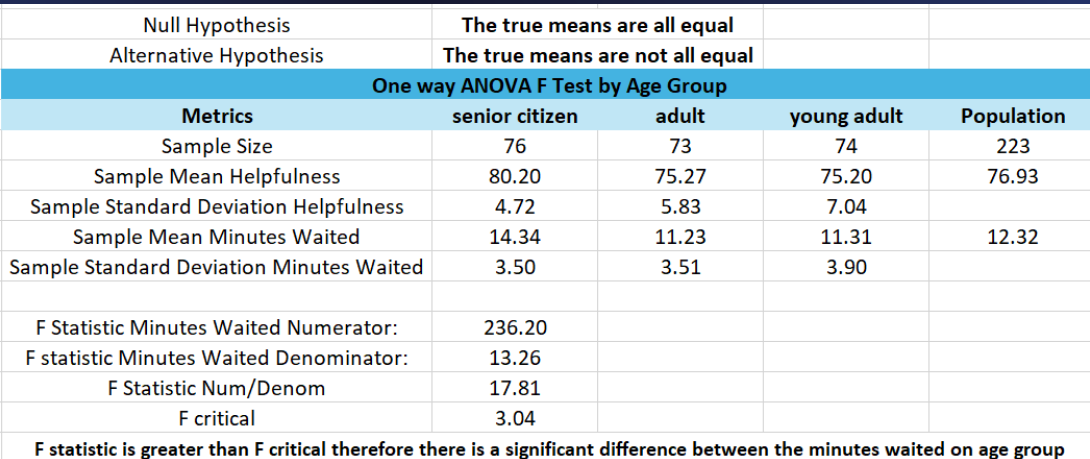 Null Hypothesis The true means are all equal
Alternative Hypothesis The true means are not all equal
One way ANOVA F Test by Age Group
Metrics senior citizen adult young adult Population
Sample Size 76 73 74 223
Sample Mean Helpfulness 80.20 75.27 75.20 76.93
Sample Standard Deviation Helpfulness 4.72 5.83 7.04
Sample Mean Minutes Waited 14.34 11.23 11.31 12.32
Sample Standard Deviation Minutes Waited 3.50 3.51 3.90
F Statistic Minutes Waited Numerator: 236.20
F statistic Minutes Waited Denominator: 13.26
F Statistic Num/Denom 17.81
F critical 3.04
F statistic is greater than F critical therefore there is a significant difference between the minutes waited on age group